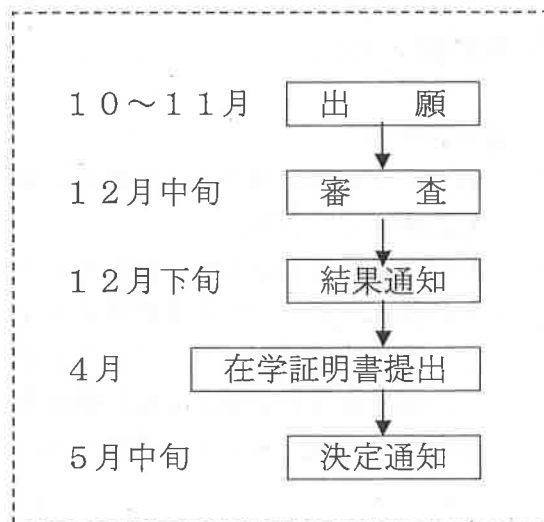 １０～１１月　出　　願
１２月中旬　審　　査
１２月下旬　結果通知
４月　在学証明書提出
５月中旬　決定通知